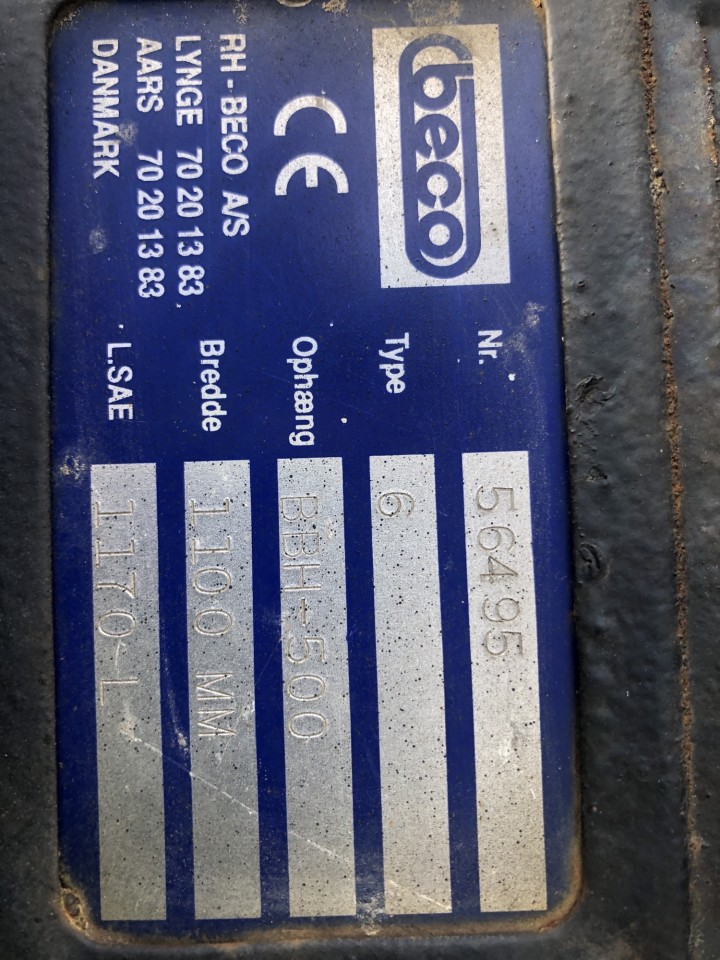 beco
CE
RH - BECO A/S
LYNGE 70 20 13 83
AARS 70 20 13 83
DANMARK
Nr. 56495
Type 6
Ophæng BBH-500
Bredde 1100 MM
L.SAE 1170-L